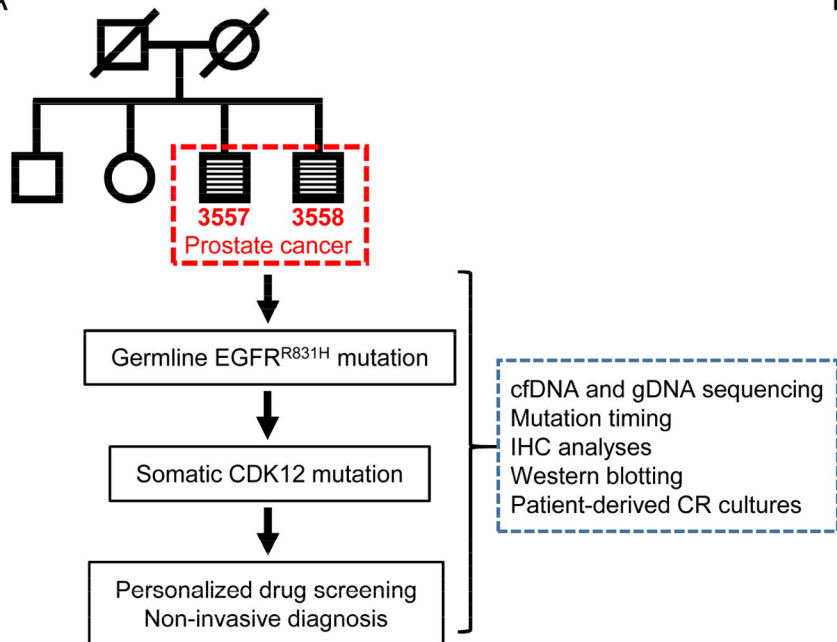 3557 3558
Prostate cancer
Germline EGFR^R831H mutation
Somatic CDK12 mutation
Personalized drug screening
Non-invasive diagnosis
cfDNA and gDNA sequencing
Mutation timing
IHC analyses
Western blotting
Patient-derived CR cultures